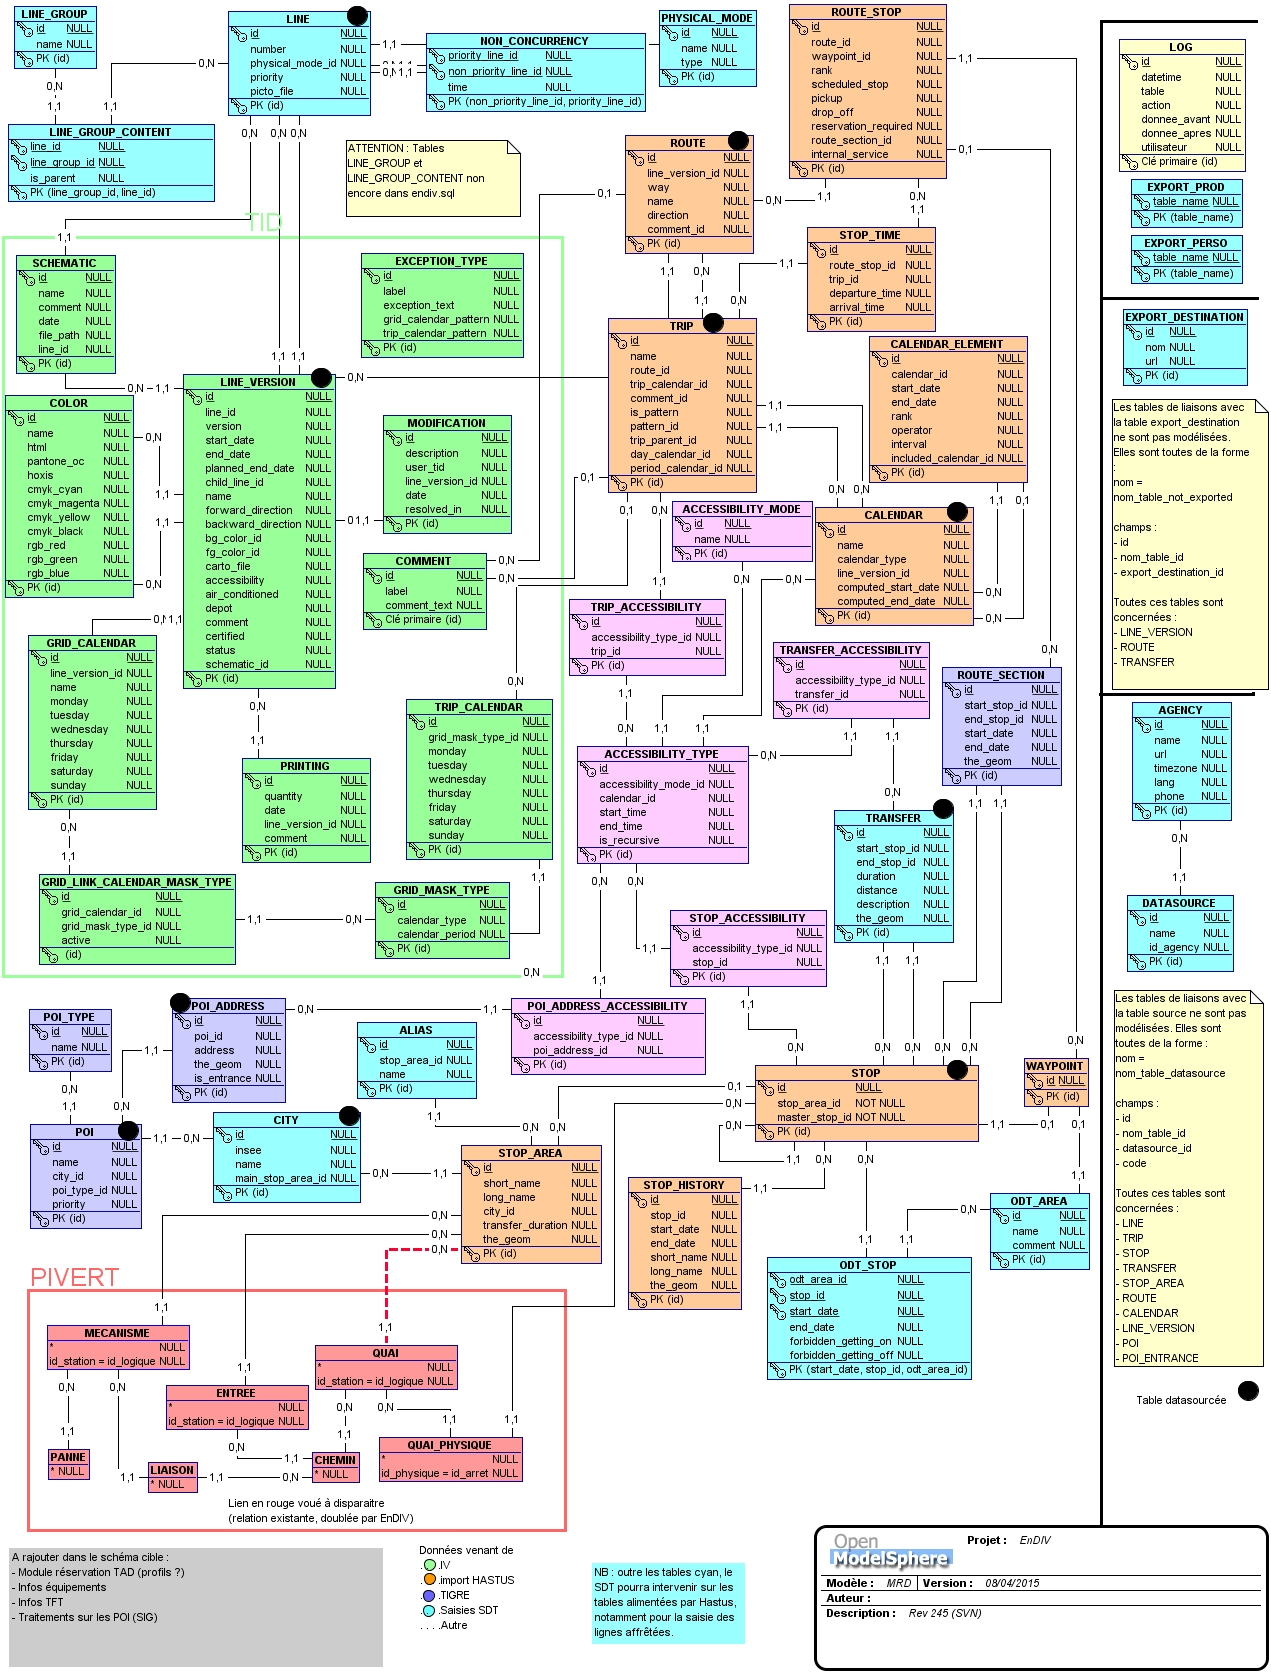 LINE_GROUP
id NULL
name NULL
PK (id)
LINE
id NULL
number NULL
physical_mode_id NULL
priority NULL
picto_file NULL
PK (id)
NON_CONCURRENCY
priority_line_id NULL
non_priority_line_id NULL
time NULL
PK (non_priority_line_id, priority_line_id)
PHYSICAL_MODE
id NULL
name NULL
type NULL
PK (id)
ROUTE_STOP
id NULL
route_id NULL
waypoint_id NULL
rank NULL
scheduled_stop NULL
pickup NULL
drop_off NULL
reservation_required NULL
route_section_id NULL
internal_service NULL
PK (id)
LOG
id NULL
datetime NULL
table NULL
action NULL
donnee_avant NULL
donnee_apres NULL
utilisateur NULL
Clé primaire (id)
LINE_GROUP_CONTENT
line_id NULL
line_group_id NULL
is_parent NULL
PK (line_group_id, line_id)
ATTENTION : Tables
LINE_GROUP et
LINE_GROUP_CONTENT non
encore dans endiv.sql
ROUTE
id NULL
line_version_id NULL
way NULL
name NULL
direction NULL
comment_id NULL
PK (id)
EXPORT_PROD
table_name NULL
PK (table_name)
EXPORT_PERSO
table_name NULL
PK (table_name)
STOP_TIME
id NULL
route_stop_id NULL
trip_id NULL
departure_time NULL
arrival_time NULL
PK (id)
TID
SCHEMATIC
id NULL
name NULL
comment NULL
date NULL
file_path NULL
line_id NULL
PK (id)
EXCEPTION_TYPE
id NULL
label NULL
exception_text NULL
grid_calendar_pattern NULL
trip_calendar_pattern NULL
PK (id)
TRIP
id NULL
name NULL
route_id NULL
trip_calendar_id NULL
comment_id NULL
is_pattern NULL
pattern_id NULL
trip_parent_id NULL
day_calendar_id NULL
period_calendar_id NULL
PK (id)
CALENDAR_ELEMENT
id NULL
calendar_id NULL
start_date NULL
end_date NULL
rank NULL
operator NULL
interval NULL
included_calendar_id NULL
PK (id)
EXPORT_DESTINATION
id NULL
nom NULL
url NULL
PK (id)
Les tables de liaisons avec
la table export_destination
ne sont pas modélisées.
Elles sont toutes de la forme
:
nom =
nom_table_not_exported
champs :
- id
- nom_table_id
- export_destination_id
Toutes ces tables sont
concernées :
- LINE_VERSION
- ROUTE
- TRANSFER
COLOR
id NULL
name NULL
html NULL
pantone_oc NULL
hoxis NULL
cmyk_cyan NULL
cmyk_magenta NULL
cmyk_yellow NULL
cmyk_black NULL
rgb_red NULL
rgb_green NULL
rgb_blue NULL
PK (id)
LINE_VERSION
id NULL
line_id NULL
version NULL
start_date NULL
end_date NULL
planned_end_date NULL
child_line_id NULL
name NULL
forward_direction NULL
backward_direction NULL
bg_color_id NULL
fg_color_id NULL
carto_file NULL
accessibility NULL
air_conditioned NULL
depot NULL
comment NULL
certified NULL
status NULL
schematic_id NULL
PK (id)
MODIFICATION
id NULL
description NULL
user_tid NULL
line_version_id NULL
date NULL
resolved_in NULL
PK (id)
COMMENT
id NULL
label NULL
comment_text NULL
Clé primaire (id)
ACCESSIBILITY_MODE
id NULL
name NULL
PK (id)
CALENDAR
id NULL
name NULL
calendar_type NULL
line_version_id NULL
computed_start_date NULL
computed_end_date NULL
PK (id)
TRIP_ACCESSIBILITY
id NULL
accessibility_type_id NULL
trip_id NULL
PK (id)
TRANSFER_ACCESSIBILITY
id NULL
accessibility_type_id NULL
transfer_id NULL
PK (id)
ROUTE_SECTION
id NULL
start_stop_id NULL
end_stop_id NULL
start_date NULL
end_date NULL
the_geom NULL
PK (id)
GRID_CALENDAR
id NULL
line_version_id NULL
name NULL
monday NULL
tuesday NULL
wednesday NULL
thursday NULL
friday NULL
saturday NULL
sunday NULL
PK (id)
PRINTING
id NULL
quantity NULL
date NULL
line_version_id NULL
comment NULL
PK (id)
TRIP_CALENDAR
id NULL
grid_mask_type_id NULL
monday NULL
tuesday NULL
wednesday NULL
thursday NULL
friday NULL
saturday NULL
sunday NULL
PK (id)
ACCESSIBILITY_TYPE
id NULL
accessibility_mode_id NULL
calendar_id NULL
start_time NULL
end_time NULL
is_recursive NULL
PK (id)
TRANSFER
id NULL
start_stop_id NULL
end_stop_id NULL
duration NULL
distance NULL
description NULL
the_geom NULL
PK (id)
AGENCY
id NULL
name NULL
url NULL
timezone NULL
lang NULL
phone NULL
PK (id)
GRID_LINK_CALENDAR_MASK_TYPE
id NULL
grid_calendar_id NULL
grid_mask_type_id NULL
active NULL
(id)
GRID_MASK_TYPE
id NULL
calendar_type NULL
calendar_period NULL
PK (id)
STOP_ACCESSIBILITY
id NULL
accessibility_type_id NULL
stop_id NULL
PK (id)
DATASOURCE
id NULL
name NULL
id_agency NULL
PK (id)
POI_TYPE
id NULL
name NULL
PK (id)
POI_ADDRESS
id NULL
poi_id NULL
address NULL
the_geom NULL
is_entrance NULL
PK (id)
ALIAS
id NULL
stop_area_id NULL
name NULL
PK (id)
POI_ADDRESS_ACCESSIBILITY
id NULL
accessibility_type_id NULL
poi_address_id NULL
PK (id)
STOP
id NULL
stop_area_id NOT NULL
master_stop_id NOT NULL
PK (id)
WAYPOINT
id NULL
PK (id)
Les tables de liaisons avec
la table source ne sont pas
modélisées. Elles sont
toutes de la forme :
nom =
nom_table_datasource
champs :
- id
- nom_table_id
- datasource_id
- code
Toutes ces tables sont
concernées :
- LINE
- TRIP
- STOP
- TRANSFER
- STOP_AREA
- ROUTE
- CALENDAR
- LINE_VERSION
- POI
- POI_ENTRANCE
Table datasourcée
POI
id NULL
name NULL
city_id NULL
poi_type_id NULL
priority NULL
PK (id)
CITY
id NULL
insee NULL
name NULL
main_stop_area_id NULL
PK (id)
STOP_AREA
id NULL
short_name NULL
long_name NULL
city_id NULL
transfer_duration NULL
the_geom NULL
PK (id)
STOP_HISTORY
id NULL
stop_id NULL
start_date NULL
end_date NULL
short_name NULL
long_name NULL
the_geom NULL
PK (id)
ODT_AREA
id NULL
name NULL
comment NULL
PK (id)
ODT_STOP
odt_area_id NULL
stop_id NULL
start_date NULL
end_date NULL
forbidden_getting_on NULL
forbidden_getting_off NULL
PK (start_date, stop_id, odt_area_id)
PIVERT
MECANISME
* NULL
id_station = id_logique NULL
QUAI
* NULL
id_station = id_logique NULL
ENTREE
* NULL
id_station = id_logique NULL
PANNE
* NULL
LIAISON
* NULL
CHEMIN
* NULL
QUAI_PHYSIQUE
* NULL
id_physique = id_arret NULL
Lien en rouge voué à disparaitre
(relation existante, doublée par EnDIV)
A rajouter dans le schéma cible :
- Module réservation TAD (profils ?)
- Infos équipements
- Infos TFT
- Traitements sur les POI (SIG)
Données venant de
.IV
.import HASTUS
.TIGRE
.Saisies SDT
. . . .Autre
NB : outre les tables cyan, le
SDT pourra intervenir sur les
tables alimentées par Hastus,
notamment pour la saisie des
lignes affrêtées.
Open
ModelSphere
Projet : EnDIV
Modèle : MRD Version : 08/04/2015
Auteur :
Description : Rev 245 (SVN)